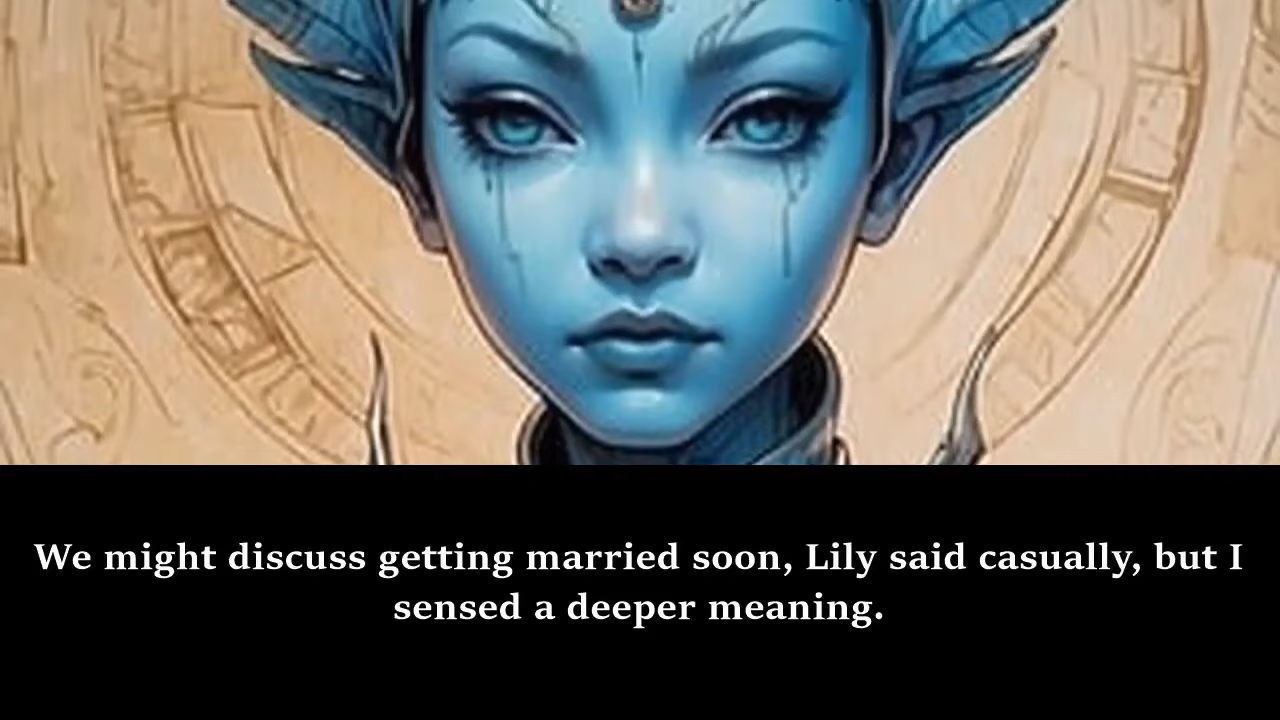 We might discuss getting married soon, Lily said casually, but I
sensed a deeper meaning.